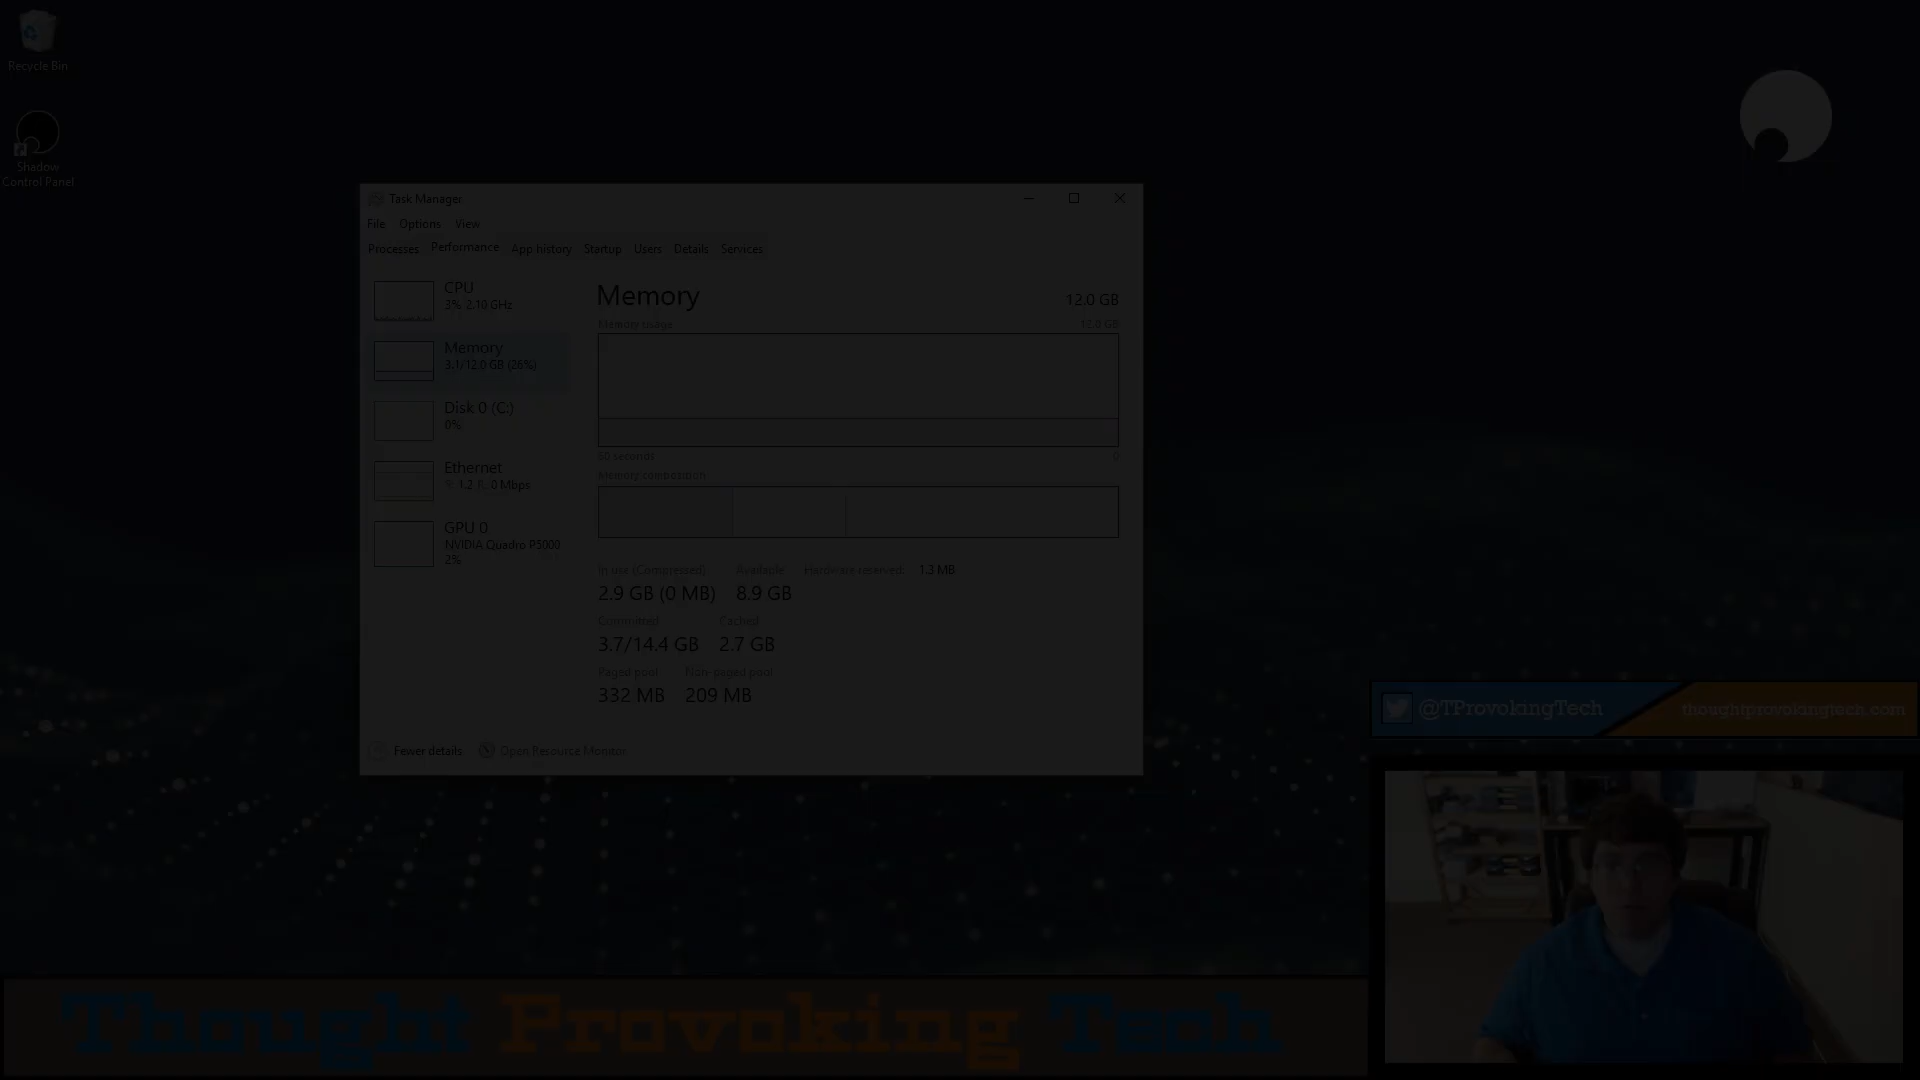 Recycle Bin
Shadow
Control Panel
Task Manager
File Options View
Processes Performance App history Startup Users Details Services
CPU
3% 2.10 GHz
Memory
3.1/12.0 GB (26%)
Disk 0 (C:)
0%
Ethernet
S: 1.2 R: 0 Mbps
GPU 0
NVIDIA Quadro P5000
2%
Memory 12.0 GB
Memory usage 12.0 GB
60 seconds 0
Memory composition
In use (Compressed) Available Hardware reserved: 1.3 MB
2.9 GB (0 MB) 8.9 GB
Committed Cached
3.7/14.4 GB 2.7 GB
Paged pool Non-paged pool
332 MB 209 MB
Fewer details Open Resource Monitor
@TProvokingTech thoughtprovokingtech.com
Thought Provoking Tech